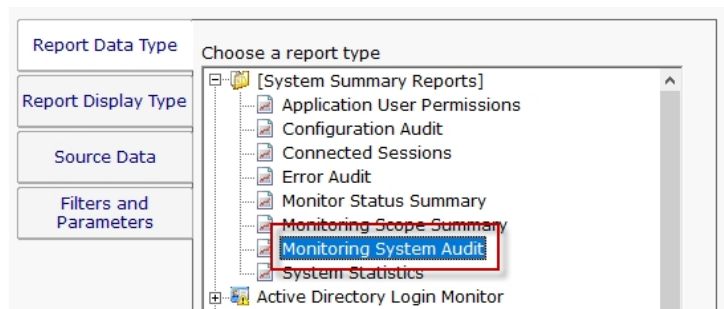 Report Data Type
Choose a report type
[System Summary Reports]
Report Display Type
Application User Permissions
Configuration Audit
Source Data
Connected Sessions
Error Audit
Filters and
Parameters
Monitor Status Summary
Monitoring Scope Summary
Monitoring System Audit
System Statistics
Active Directory Login Monitor